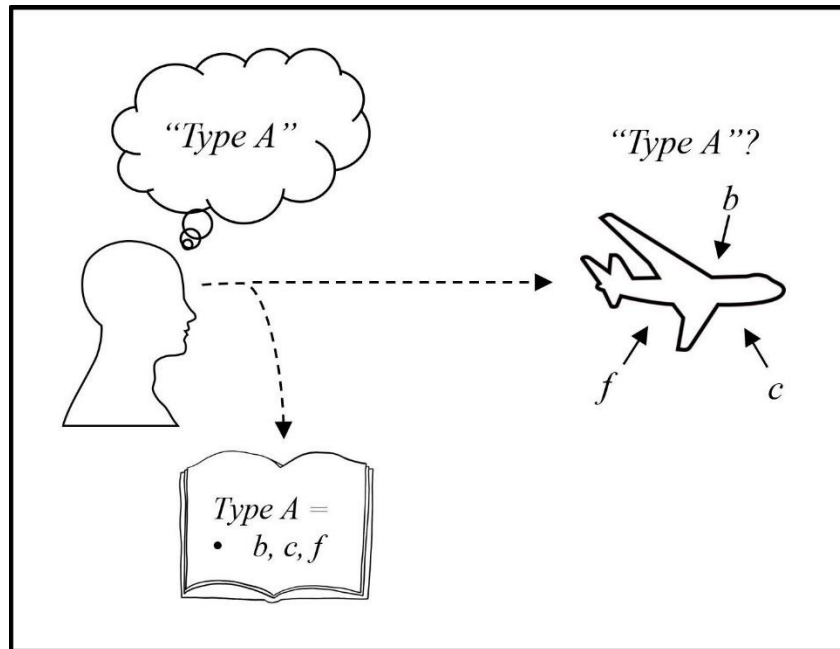 “Type A”
“Type A”?
b
f
c
Type A =
• b, c, f